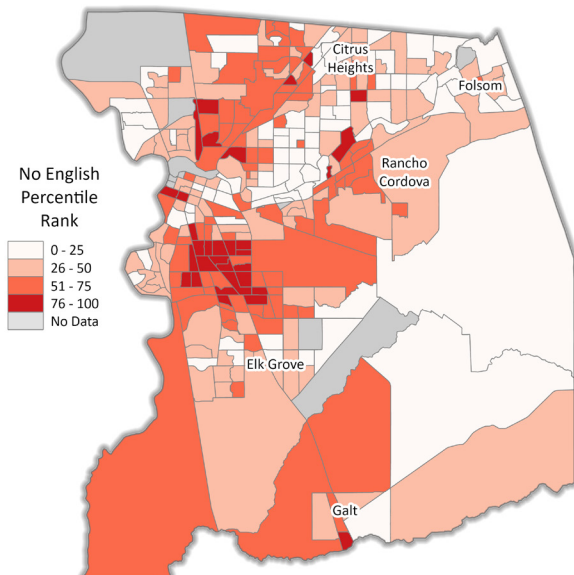 Citrus
Heights
Folsom
Rancho
Cordova
No English
Percentile
Rank
0 - 25
26 - 50
51 - 75
76 - 100
No Data
Elk Grove
Galt